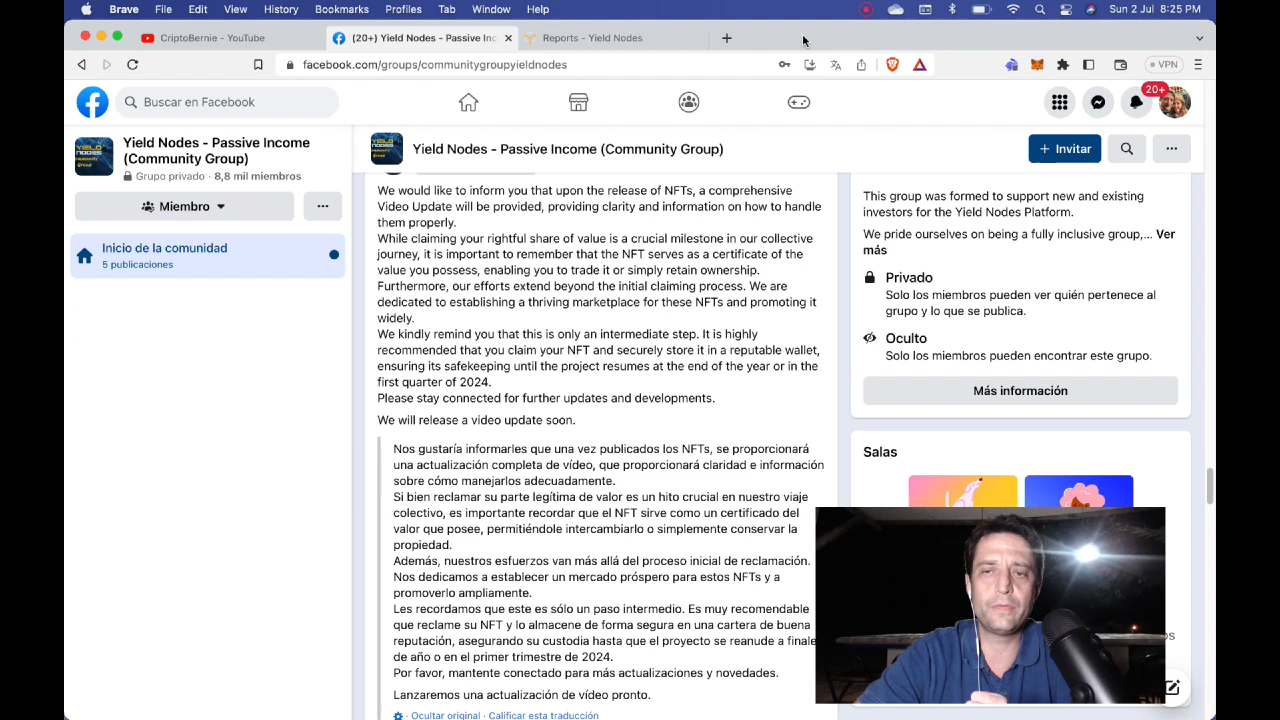 Brave File Edit View History Bookmarks Profiles Tab Window Help Sun 2 Jul 8:25 PM
CriptoBernie - YouTube (20+) Yield Nodes - Passive Inc Reports - Yield Nodes
facebook.com/groups/communitygroupyieldnodes VPN
Buscar en Facebook
20+
Yield Nodes - Passive Income
(Community Group)
Grupo privado · 8,8 mil miembros
Miembro
Inicio de la comunidad
5 publicaciones
Yield Nodes - Passive Income (Community Group)
+ Invitar
We would like to inform you that upon the release of NFTs, a comprehensive
Video Update will be provided, providing clarity and information on how to handle
them properly.
While claiming your rightful share of value is a crucial milestone in our collective
journey, it is important to remember that the NFT serves as a certificate of the
value you possess, enabling you to trade it or simply retain ownership.
Furthermore, our efforts extend beyond the initial claiming process. We are
dedicated to establishing a thriving marketplace for these NFTs and promoting it
widely.
We kindly remind you that this is only an intermediate step. It is highly
recommended that you claim your NFT and securely store it in a reputable wallet,
ensuring its safekeeping until the project resumes at the end of the year or in the
first quarter of 2024.
Please stay connected for further updates and developments.
We will release a video update soon.
Nos gustaría informarles que una vez publicados los NFTs, se proporcionará
una actualización completa de vídeo, que proporcionará claridad e información
sobre cómo manejarlos adecuadamente.
Si bien reclamar su parte legítima de valor es un hito crucial en nuestro viaje
colectivo, es importante recordar que el NFT sirve como un certificado del
valor que posee, permitiéndole intercambiarlo o simplemente conservar la
propiedad.
Además, nuestros esfuerzos van más allá del proceso inicial de reclamación.
Nos dedicamos a establecer un mercado próspero para estos NFTs y a
promoverlo ampliamente.
Les recordamos que este es sólo un paso intermedio. Es muy recomendable
que reclame su NFT y lo almacene de forma segura en una cartera de buena
reputación, asegurando su custodia hasta que el proyecto se reanude a finale
de año o en el primer trimestre de 2024.
Por favor, mantente conectado para más actualizaciones y novedades.
Lanzaremos una actualización de vídeo pronto.
Ocultar original · Calificar esta traducción
This group was formed to support new and existing
investors for the Yield Nodes Platform.
We pride ourselves on being a fully inclusive group,... Ver
más
Privado
Solo los miembros pueden ver quién pertenece al
grupo y lo que se publica.
Oculto
Solo los miembros pueden encontrar este grupo.
Más información
Salas